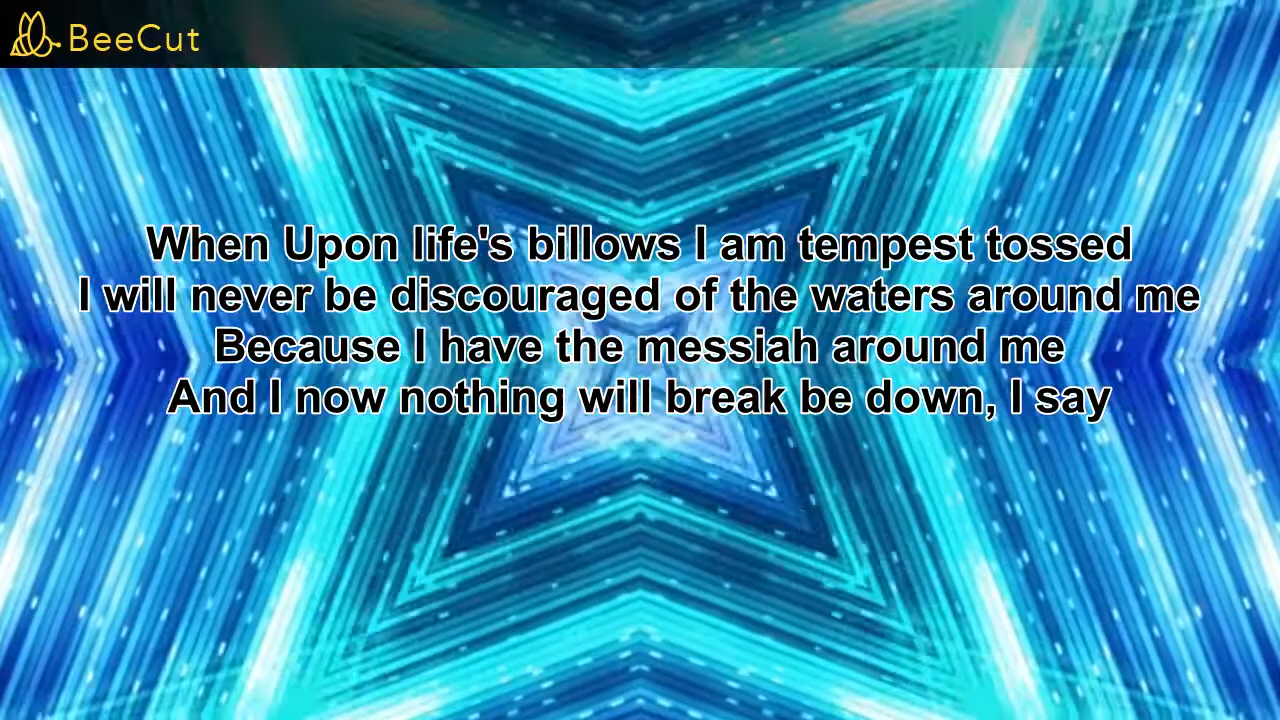 BeeCut
When Upon life's billows I am tempest tossed
I will never be discouraged of the waters around me
Because I have the messiah around me
And I now nothing will break be down, I say